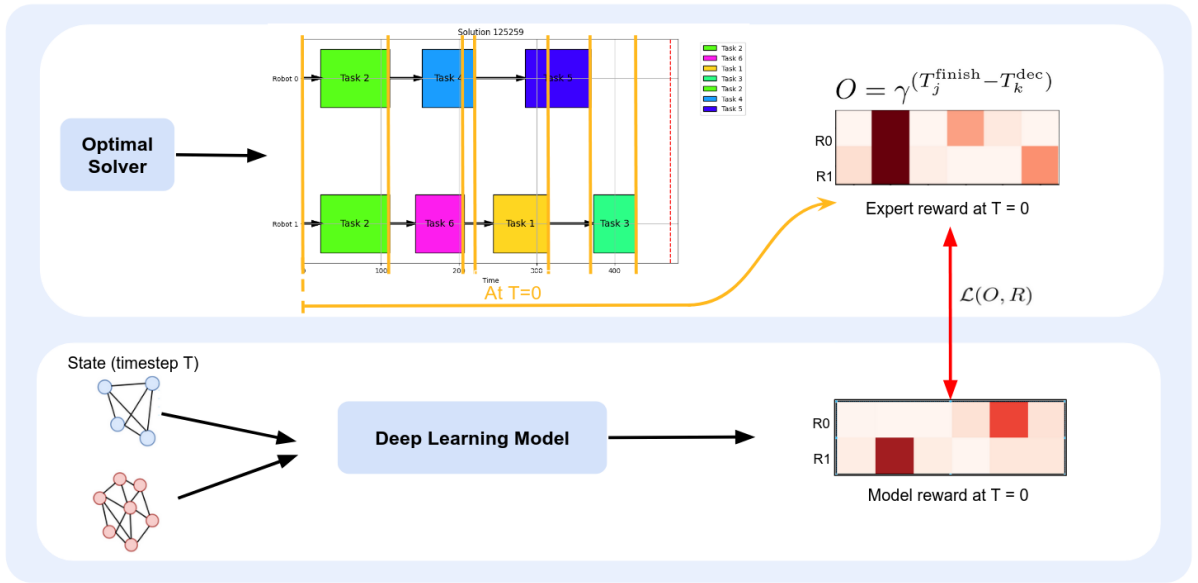 Solution 125259
Robot 0
Task 2
Task 4
Task 5
Task 2
Task 6
Task 1
Task 3
Task 2
Task 4
Task 5
Optimal
Solver
Robot 1
Task 2
Task 6
Task 1
Task 3
0
100
200
300
400
Time
At T=0
O = γ^(T_j^finish − T_k^dec)
R0
R1
Expert reward at T = 0
ℒ(O, R)
State (timestep T)
Deep Learning Model
R0
R1
Model reward at T = 0